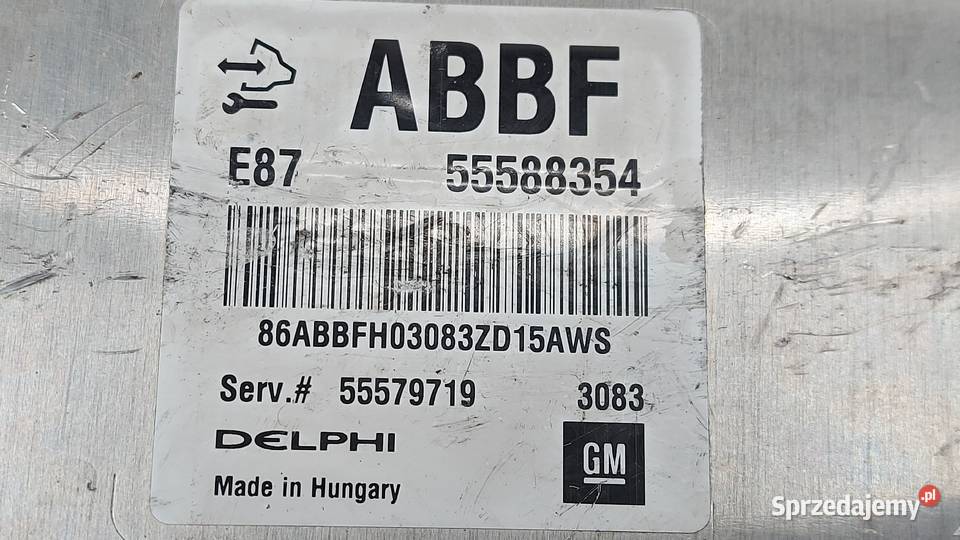 ABBF
E87 55588354
86ABBFH03083ZD15AWS
Serv.# 55579719 3083
DELPHI
GM
Made in Hungary
Sprzedajemy.pl